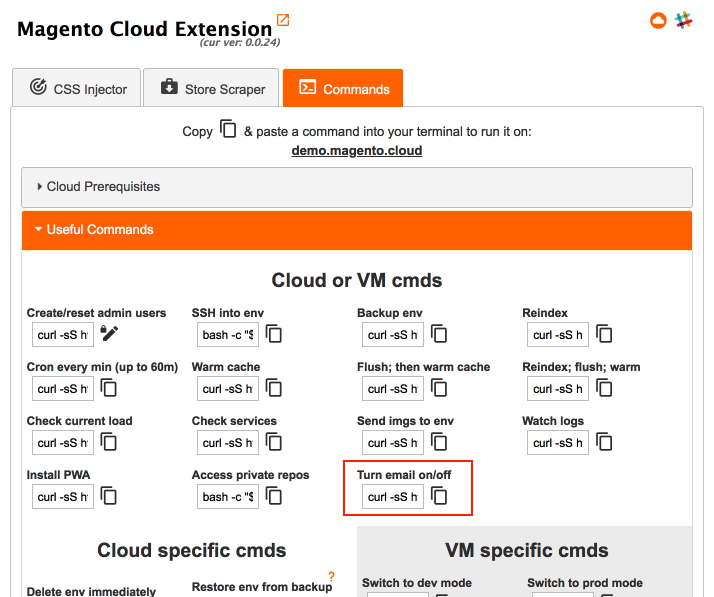 Magento Cloud Extension
(cur ver: 0.0.24)
CSS Injector
Store Scraper
Commands
Copy & paste a command into your terminal to run it on:
demo.magento.cloud
Cloud Prerequisites
Useful Commands
Cloud or VM cmds
Create/reset admin users SSH into env Backup env Reindex
curl -sS h bash -c "$ curl -sS h curl -sS h
Cron every min (up to 60m) Warm cache Flush; then warm cache Reindex; flush; warm
curl -sS h curl -sS h curl -sS h curl -sS h
Check current load Check services Send imgs to env Watch logs
curl -sS h curl -sS h curl -sS h curl -sS h
Install PWA Access private repos Turn email on/off
curl -sS h bash -c "$ curl -sS h
Cloud specific cmds VM specific cmds
?
Delete env immediately Restore env from backup Switch to dev mode Switch to prod mode